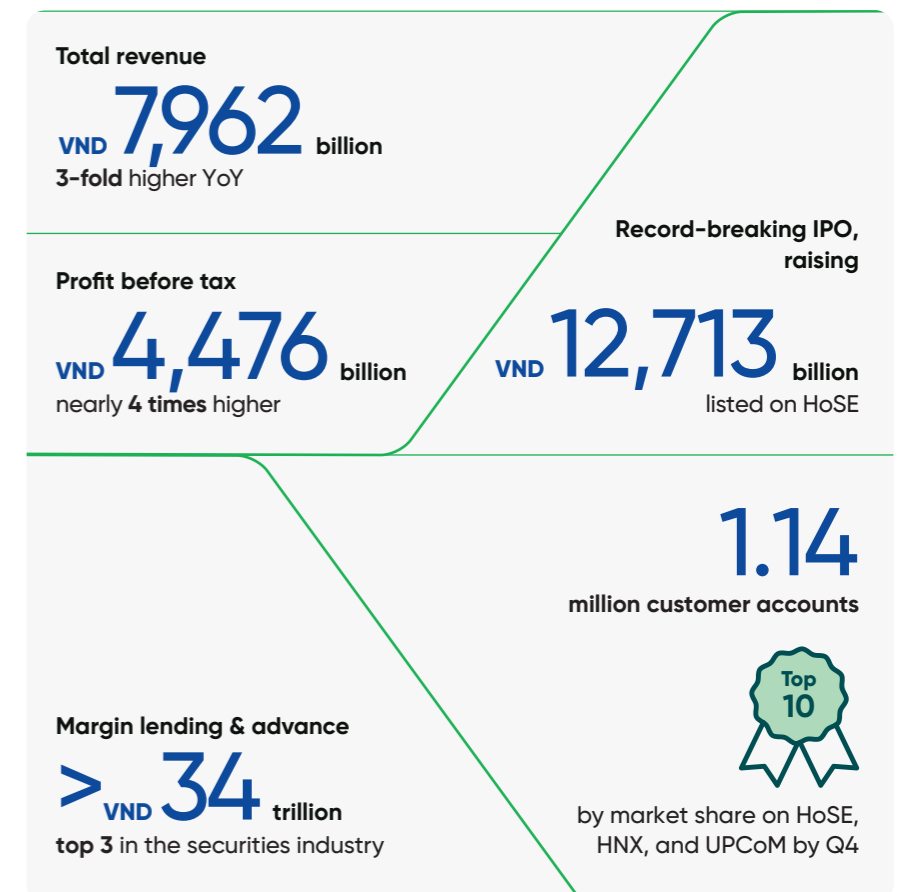 Total revenue
VND 7,962 billion
3-fold higher YoY
Profit before tax
VND 4,476 billion
nearly 4 times higher
Record-breaking IPO,
raising
VND 12,713 billion
listed on HoSE
Margin lending & advance
> VND 34 trillion
top 3 in the securities industry
1.14
million customer accounts
Top
10
by market share on HoSE,
HNX, and UPCoM by Q4